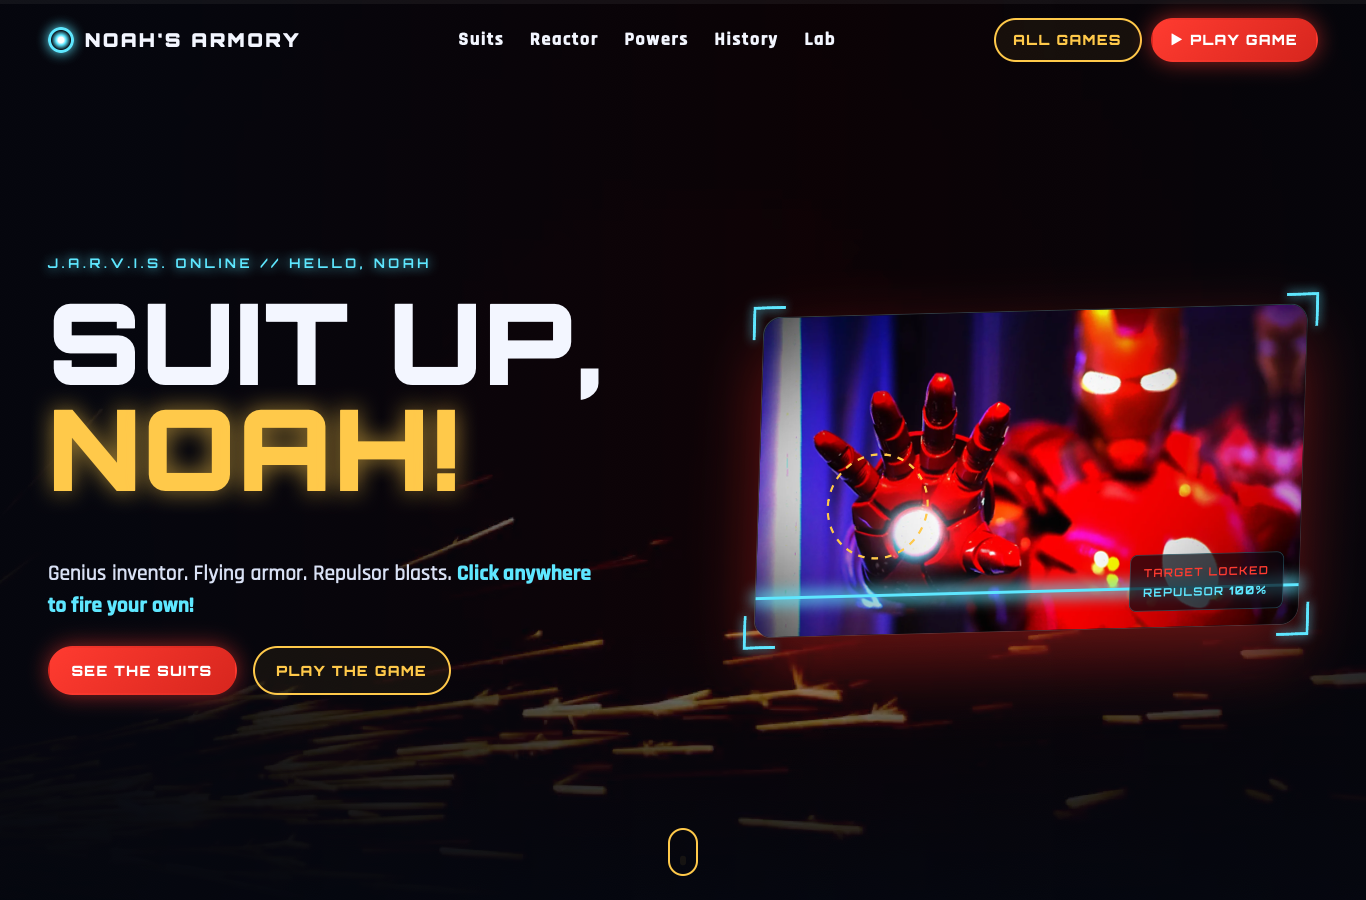 NOAH'S ARMORY
Suits Reactor Powers History Lab
ALL GAMES
▶ PLAY GAME
J.A.R.V.I.S. ONLINE // HELLO, NOAH
SUIT UP,
NOAH!
Genius inventor. Flying armor. Repulsor blasts. Click anywhere
to fire your own!
SEE THE SUITS
PLAY THE GAME
TARGET LOCKED
REPULSOR 100%